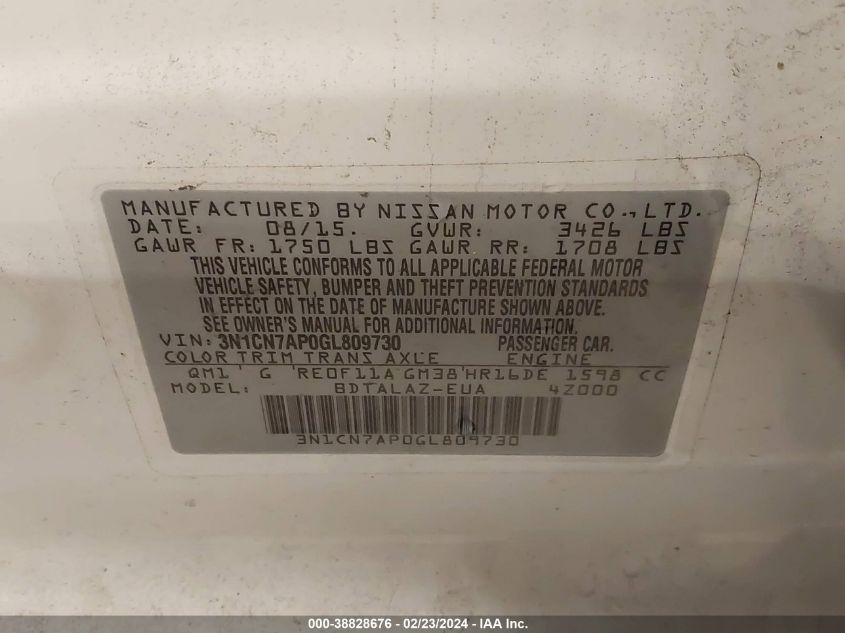 MANUFACTURED BY NISSAN MOTOR CO., LTD.
DATE: 08/15. GVWR: 3426 LBS
GAWR FR: 1750 LBS GAWR RR: 1708 LBS
THIS VEHICLE CONFORMS TO ALL APPLICABLE FEDERAL MOTOR
VEHICLE SAFETY, BUMPER AND THEFT PREVENTION STANDARDS
IN EFFECT ON THE DATE OF MANUFACTURE SHOWN ABOVE.
SEE OWNER'S MANUAL FOR ADDITIONAL INFORMATION.
VIN: 3N1CN7AP0GL809730 PASSENGER CAR.
COLOR TRIM TRANS AXLE ENGINE
QM1 G RE0F11A GM38 HR16DE 1598 CC
MODEL: BDTALAZ-EUA 4Z000
3N1CN7AP0GL809730
000-38828676 - 02/23/2024 - IAA Inc.